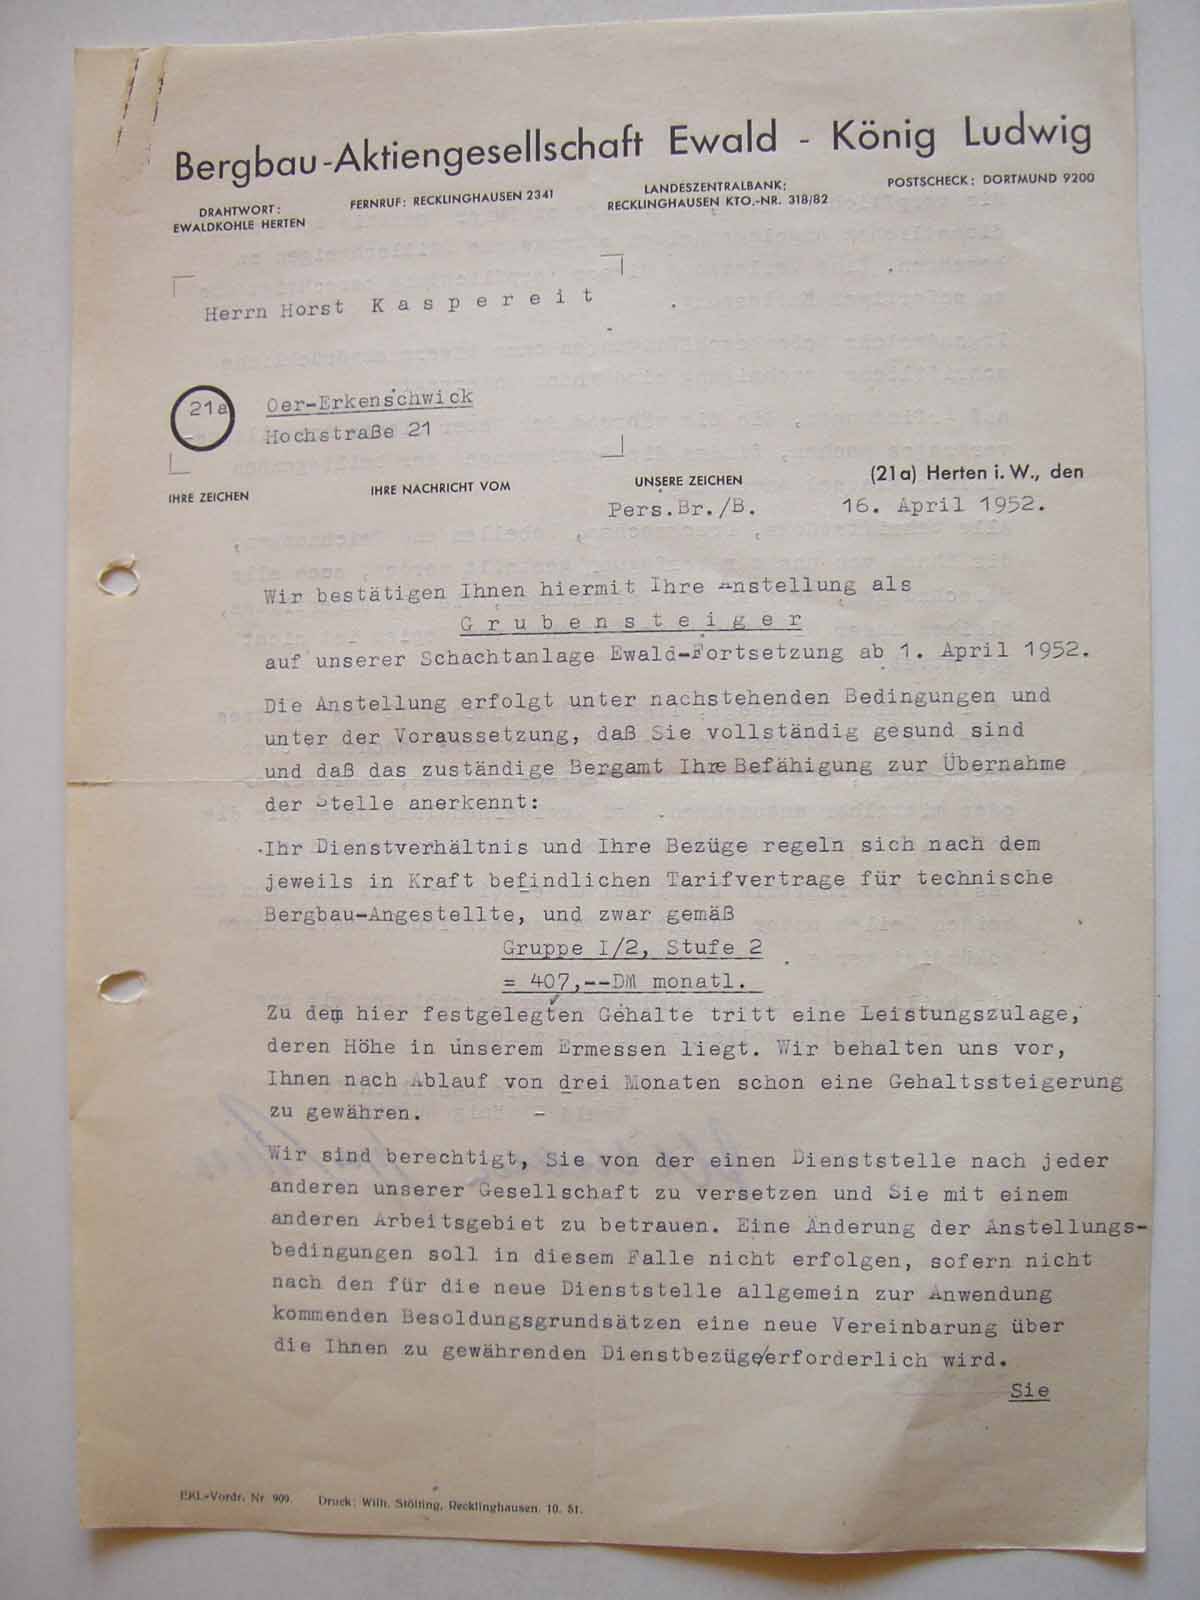 Bergbau-Aktiengesellschaft Ewald - König Ludwig
DRAHTWORT:
EWALDKOHLE HERTEN
FERNRUF: RECKLINGHAUSEN 2341
LANDESZENTRALBANK:
RECKLINGHAUSEN KTO.-NR. 318/82
POSTSCHECK: DORTMUND 9200
Herrn Horst K a s p e r e i t
21a
Oer-Erkenschwick
Hochstraße 21
IHRE ZEICHEN
IHRE NACHRICHT VOM
UNSERE ZEICHEN
(21a) Herten i. W., den
Pers.Br./B.
16. April 1952.
Wir bestätigen Ihnen hiermit Ihre Anstellung als
G r u b e n s t e i g e r
auf unserer Schachtanlage Ewald-Fortsetzung ab 1. April 1952.
Die Anstellung erfolgt unter nachstehenden Bedingungen und
unter der Voraussetzung, daß Sie vollständig gesund sind
und daß das zuständige Bergamt Ihre Befähigung zur Übernahme
der Stelle anerkennt:
Ihr Dienstverhältnis und Ihre Bezüge regeln sich nach dem
jeweils in Kraft befindlichen Tarifvertrage für technische
Bergbau-Angestellte, und zwar gemäß
Gruppe I/2, Stufe 2
= 407,--DM monatl.
Zu dem hier festgelegten Gehalte tritt eine Leistungszulage,
deren Höhe in unserem Ermessen liegt. Wir behalten uns vor,
Ihnen nach Ablauf von drei Monaten schon eine Gehaltssteigerung
zu gewähren. -
Wir sind berechtigt, Sie von der einen Dienststelle nach jeder
anderen unserer Gesellschaft zu versetzen und Sie mit einem
anderen Arbeitsgebiet zu betrauen. Eine Änderung der Anstellungs-
bedingungen soll in diesem Falle nicht erfolgen, sofern nicht
nach den für die neue Dienststelle allgemein zur Anwendung
kommenden Besoldungsgrundsätzen eine neue Vereinbarung über
die Ihnen zu gewährenden Dienstbezüge/erforderlich wird.
Sie
EKL-Vordr. Nr 909. Druck: Wilh. Stölting, Recklinghausen. 10. 51.